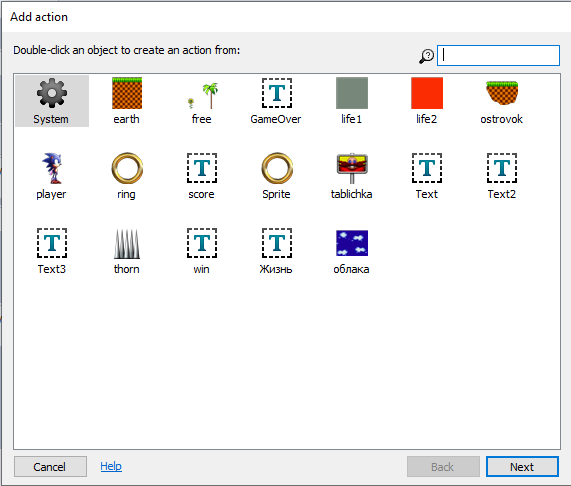 Add action
Double-click an object to create an action from:
System earth free GameOver life1 life2 ostrovok
player ring score Sprite tablichka Text Text2
Text3 thorn win Жизнь облака
Cancel Help Back Next